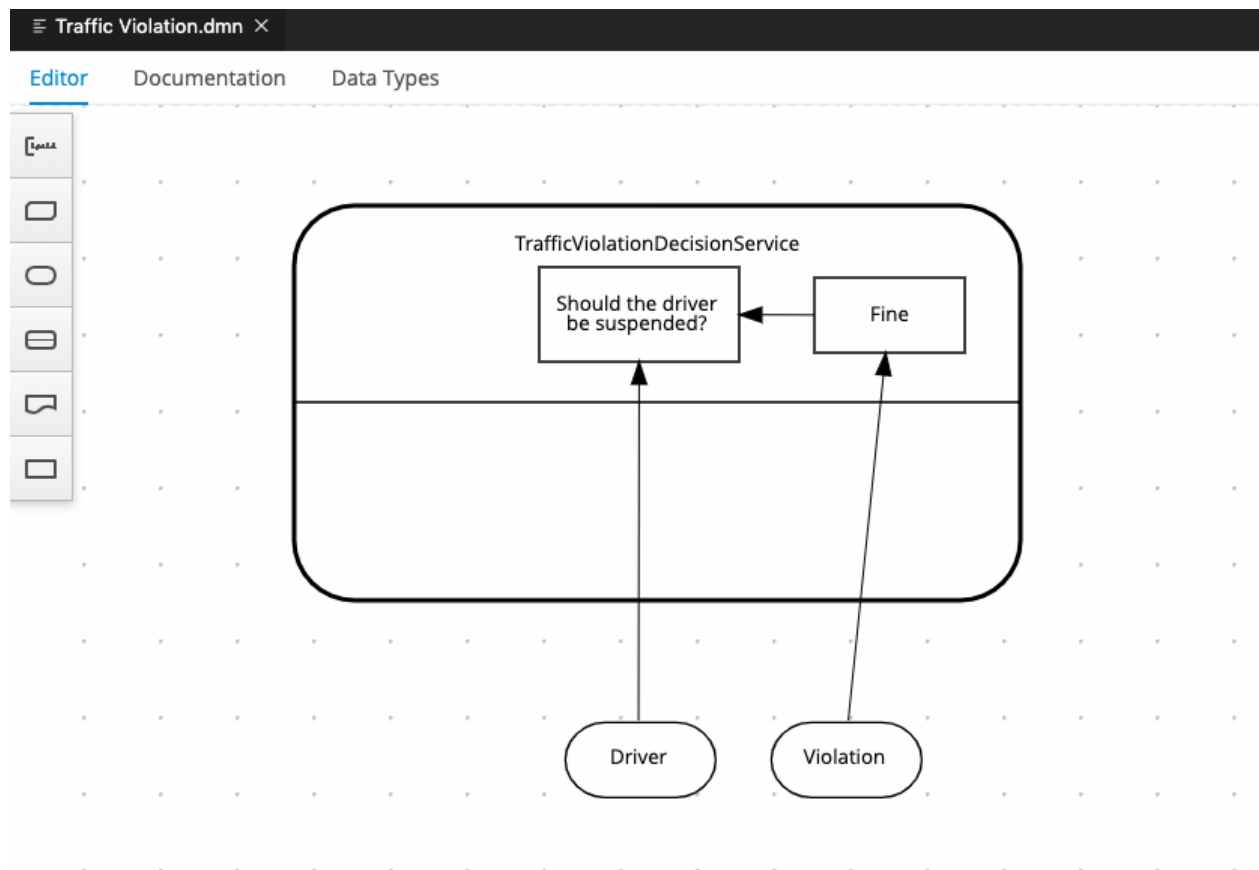 Traffic Violation.dmn
Editor Documentation Data Types
TrafficViolationDecisionService
Should the driver
be suspended?
Fine
Driver
Violation